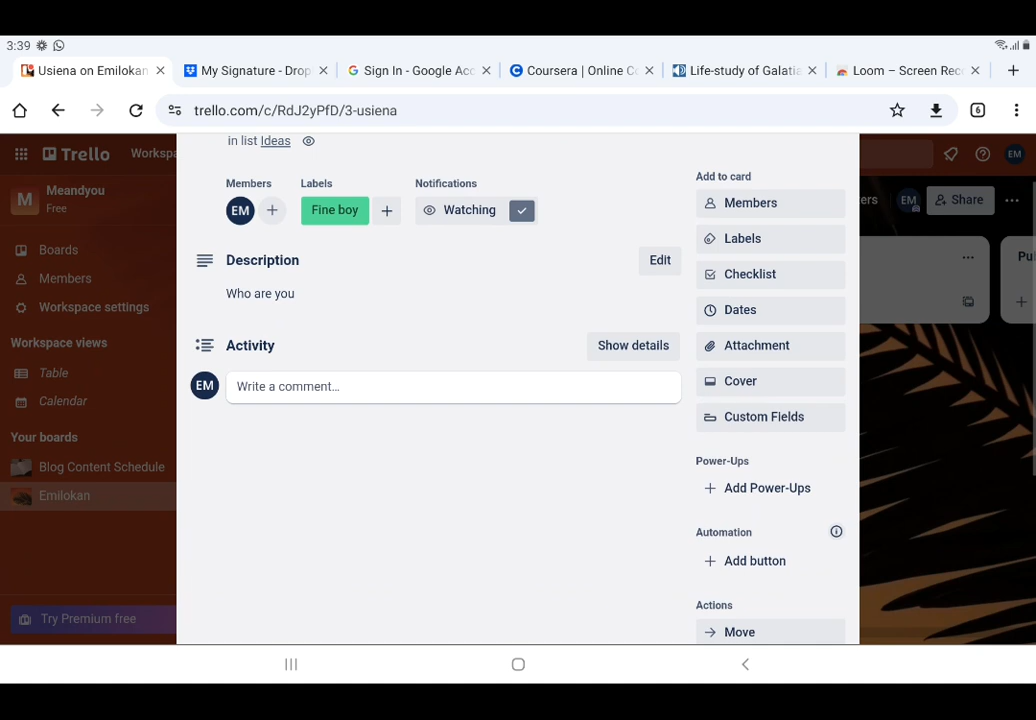 3:39
Usiena on Emilokan
My Signature - Drop
Sign In - Google Acc
Coursera | Online Co
Life-study of Galatia
Loom – Screen Rec
trello.com/c/RdJ2yPfD/3-usiena
6
in list Ideas
Trello
Workspa
EM
M
Meandyou
Free
Members
Labels
Notifications
EM
Fine boy
Watching
Add to card
Members
Labels
Checklist
Dates
Attachment
Cover
Custom Fields
ers
EM
Share
Pu
Boards
Members
Workspace settings
Workspace views
Table
Calendar
Your boards
Blog Content Schedule
Emilokan
Try Premium free
Description
Edit
Who are you
Activity
Show details
EM
Write a comment…
Power-Ups
Add Power-Ups
Automation
Add button
Actions
Move